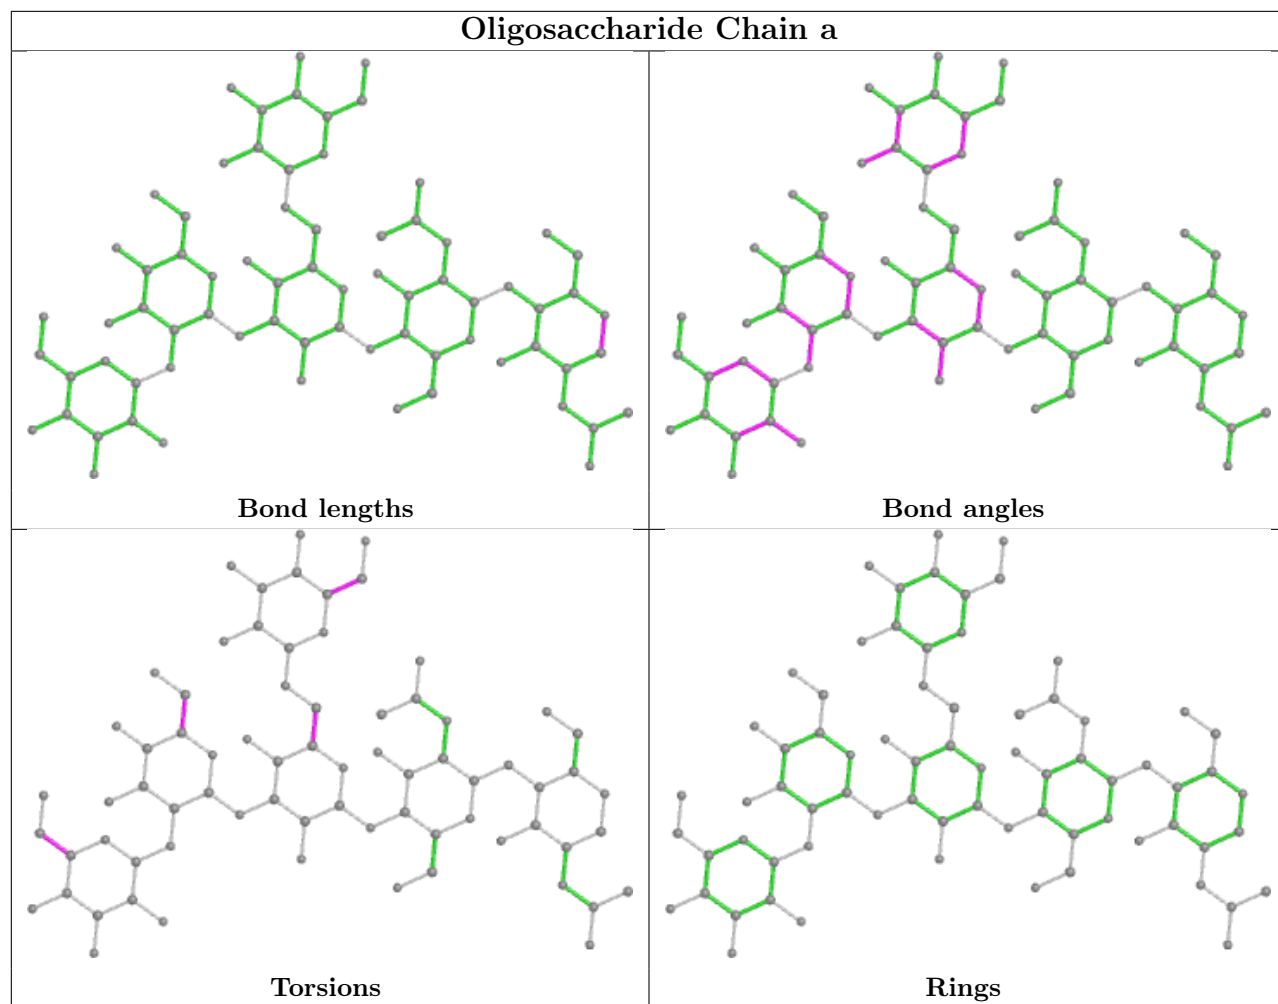 Oligosaccharide Chain a
Bond lengths
Bond angles
Torsions
Rings